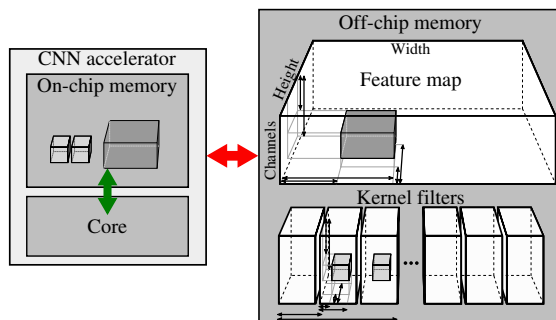 Off-chip memory
Width
Feature map
Height
Channels
CNN accelerator
On-chip memory
Core
Kernel filters
...